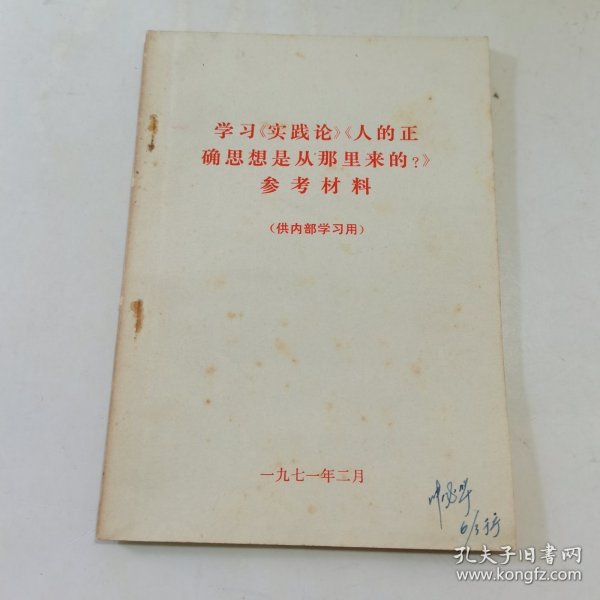 学习《实践论》《人的正
确思想是从那里来的?》
参考材料
(供内部学习用)
一九七一年二月
6/3
孔夫子旧书网
www.kongfz.com